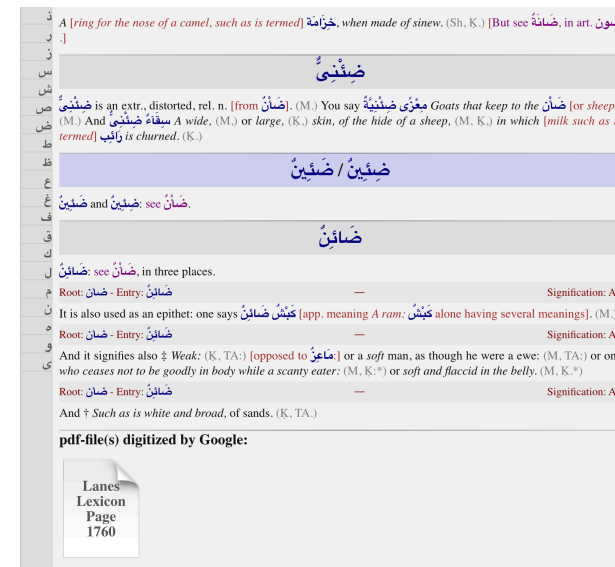 ذ
ر
ز
س
ش
ص
ض
ط
ظ
ع
غ
ف
ق
ك
ل
م
ن
ه
و
ى
A [ring for the nose of a camel, such as is termed] خِزَامَة, when made of sinew. (Sh, Ḳ.) [But see ضَانَةٌ, in art. صون
.]
ضِئْنِىٌّ
ضِئْنِىٌّ is an extr., distorted, rel. n. [from ضَأْنٌ]. (M.) You say مِعْزًى ضِئْنِيَّةٌ Goats that keep to the ضَأْن [or sheep
(M.) And سِقَآءٌ ضِئْنِىٌّ A wide, (M,) or large, (Ḳ,) skin, of the hide of a sheep, (M, Ḳ,) in which [milk such as
termed] رَائِب is churned. (Ḳ.)
ضِئِينٌ / ضَئِينٌ
ضَئِينٌ and ضِئِينٌ: see ضَأْنٌ.
ضَائنٌ
ضَائِنٌ: see ضَأْنٌ, in three places.
Root: ضان - Entry: ضَائِنٌ — Signification: A
It is also used as an epithet: one says كَبْشٌ ضَائِنٌ [app. meaning A ram: كَبْشٌ alone having several meanings]. (M.)
Root: ضان - Entry: ضَائِنٌ — Signification: A
And it signifies also ‡ Weak: (Ḳ, TA:) [opposed to مَاعِزٌ:] or a soft man, as though he were a ewe: (M, TA:) or on
who ceases not to be goodly in body while a scanty eater: (M, Ḳ:*) or soft and flaccid in the belly. (M, Ḳ.*)
Root: ضان - Entry: ضَائِنٌ — Signification: A
And † Such as is white and broad, of sands. (Ḳ, TA.)
pdf-file(s) digitized by Google:
Lanes
Lexicon
Page
1760